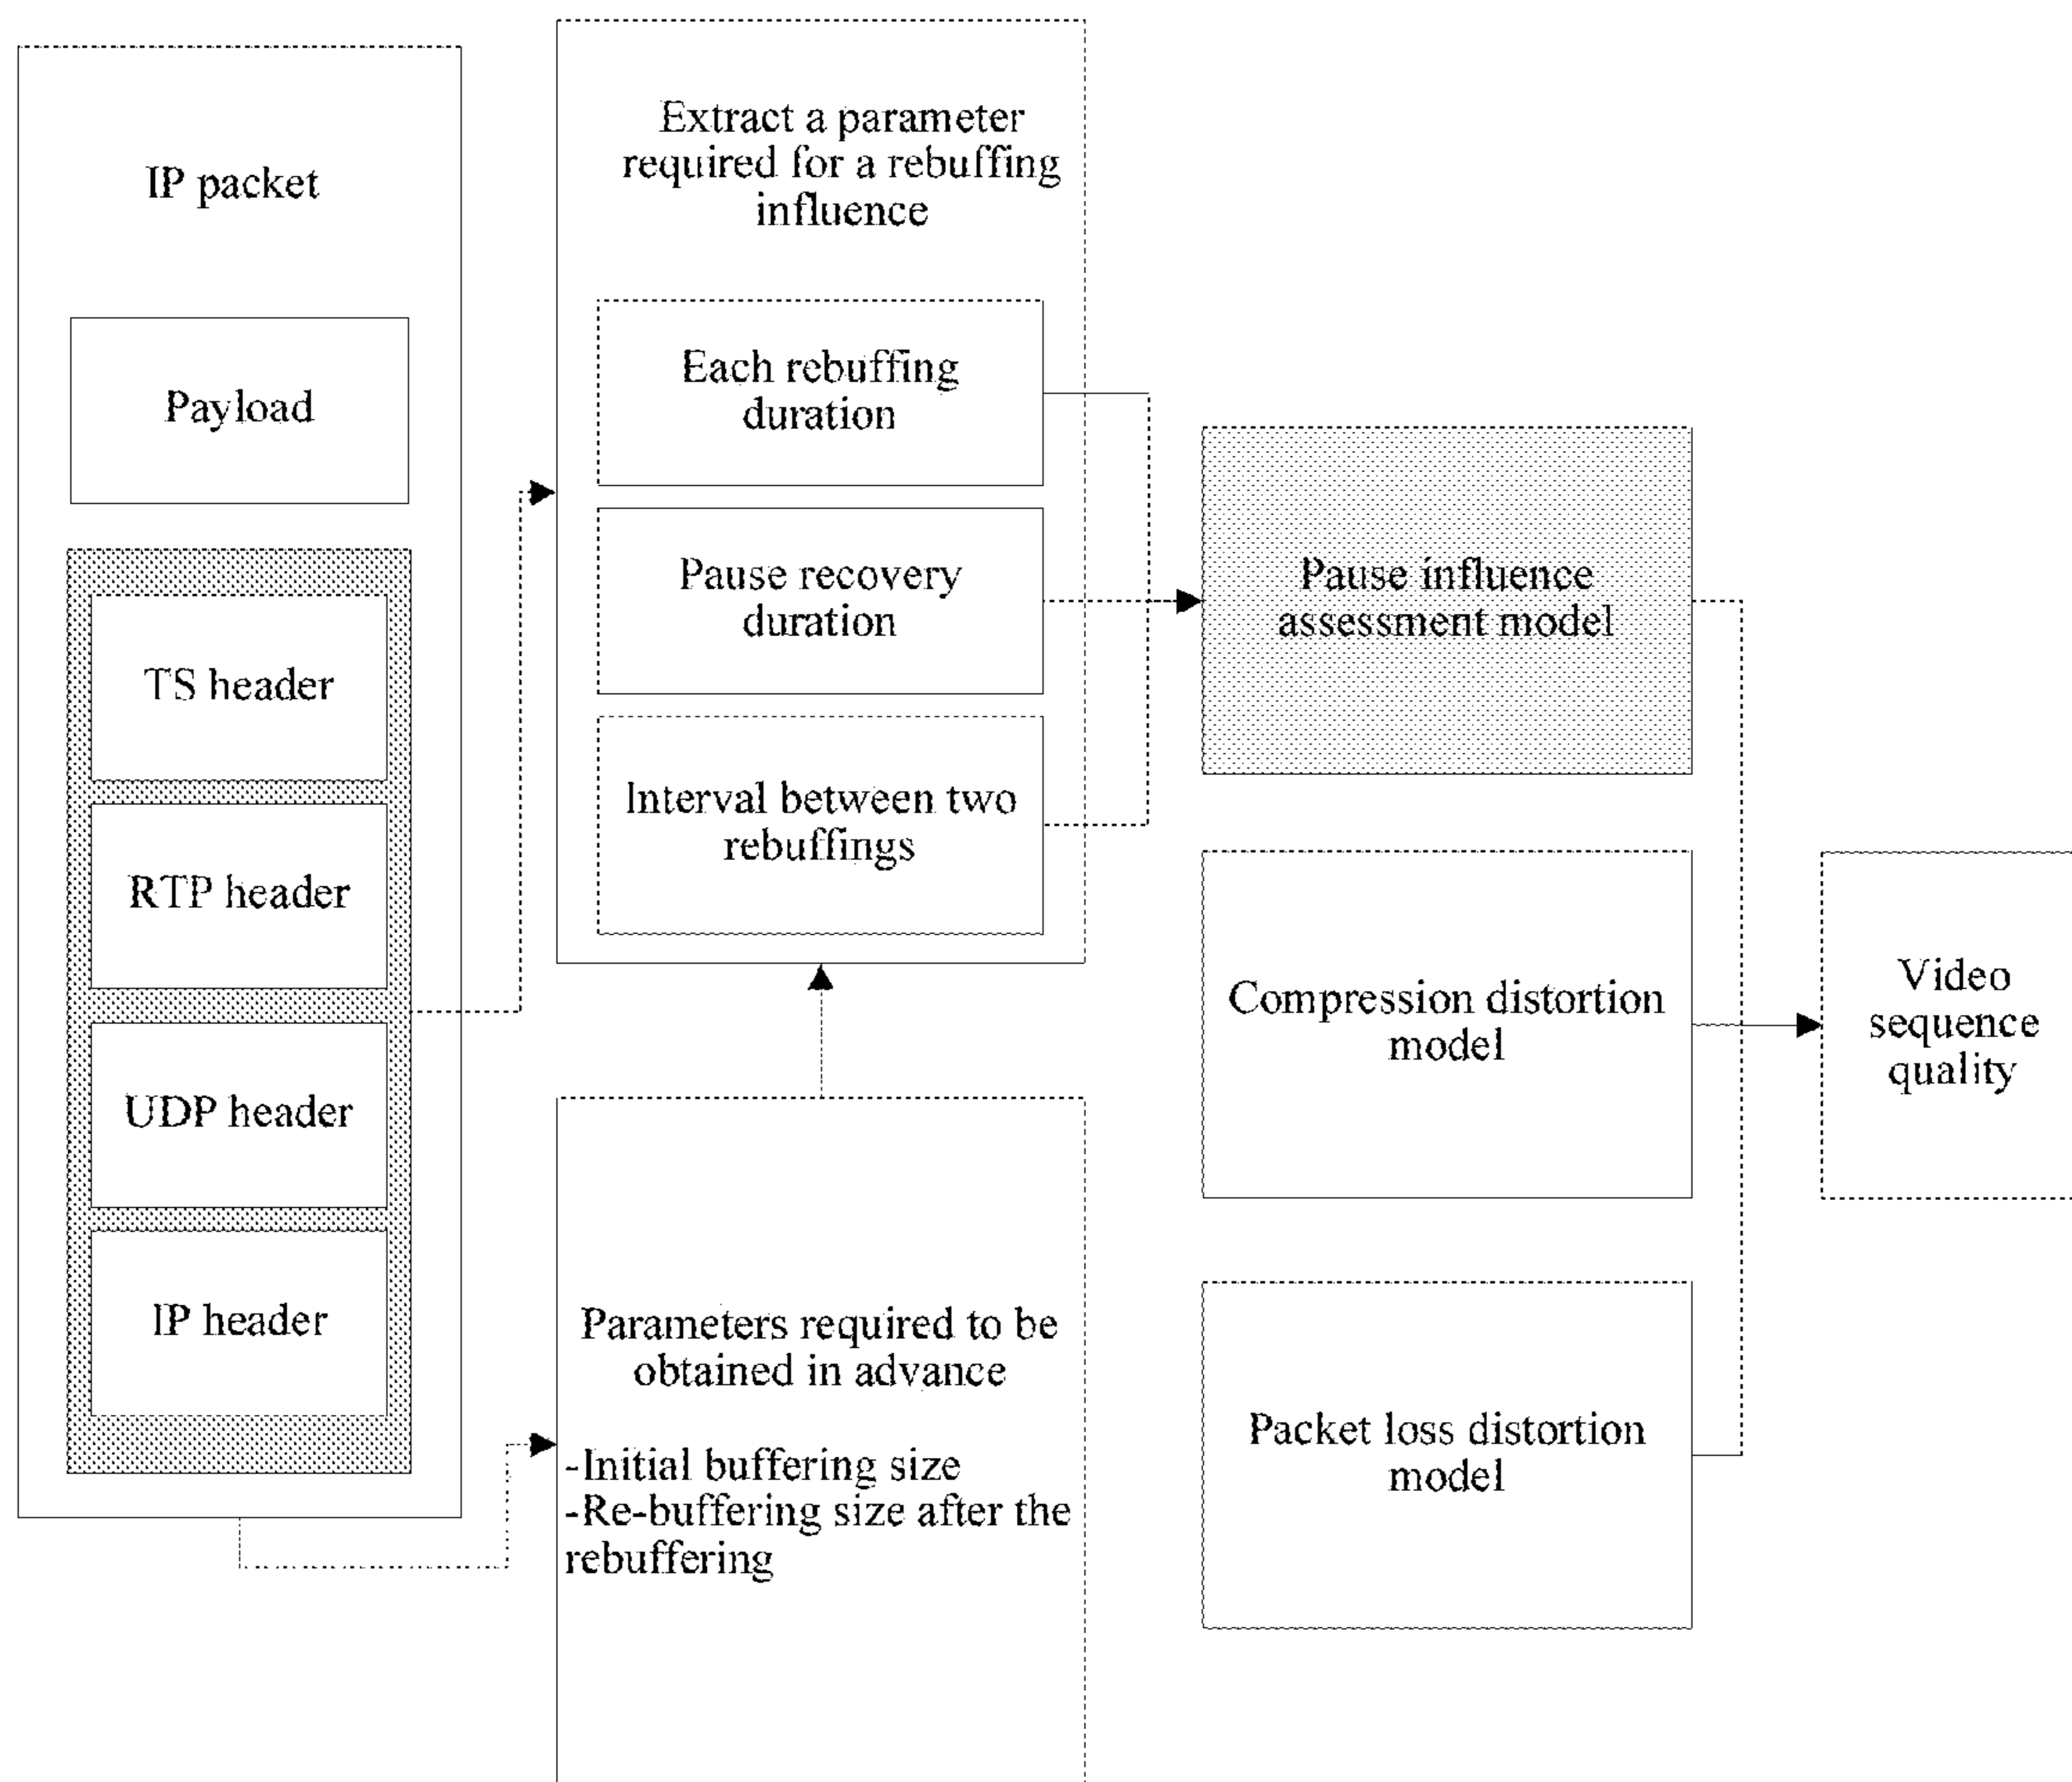 IP packet
Payload
TS header
RTP header
UDP header
IP header
Extract a parameter
required for a rebuffing
influence
Each rebuffing
duration
Pause recovery
duration
Interval between two
rebuffings
Parameters required to be
obtained in advance
-Initial buffering size
-Re-buffering size after the
rebuffering
Pause influence
assessment model
Compression distortion
model
Packet loss distortion
model
Video
sequence
quality